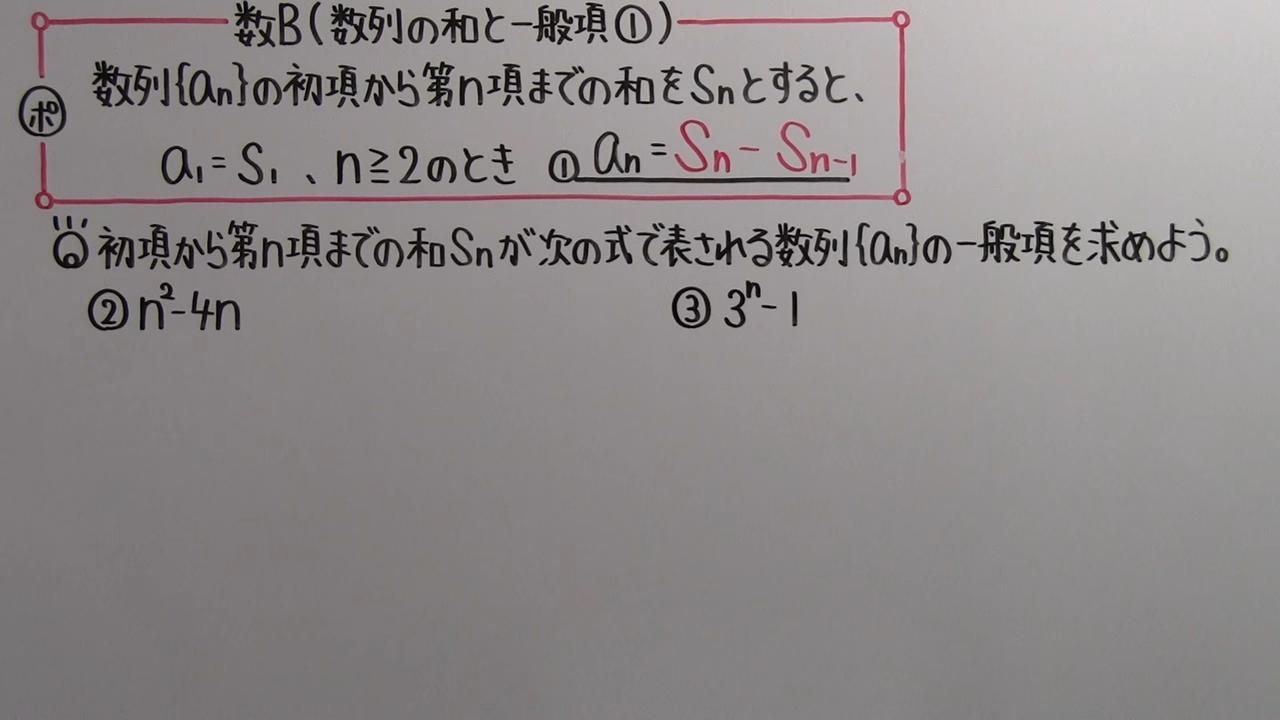 数B(数列の和と一般項①)
ポ 数列{an}の初項から第n項までの和をSnとすると、
a₁=S₁、n≧2のとき ①an=Sn-Sn-1
初項から第n項までの和Snが次の式で表される数列{an}の一般項を求めよう。
②n²-4n ③3ⁿ-1